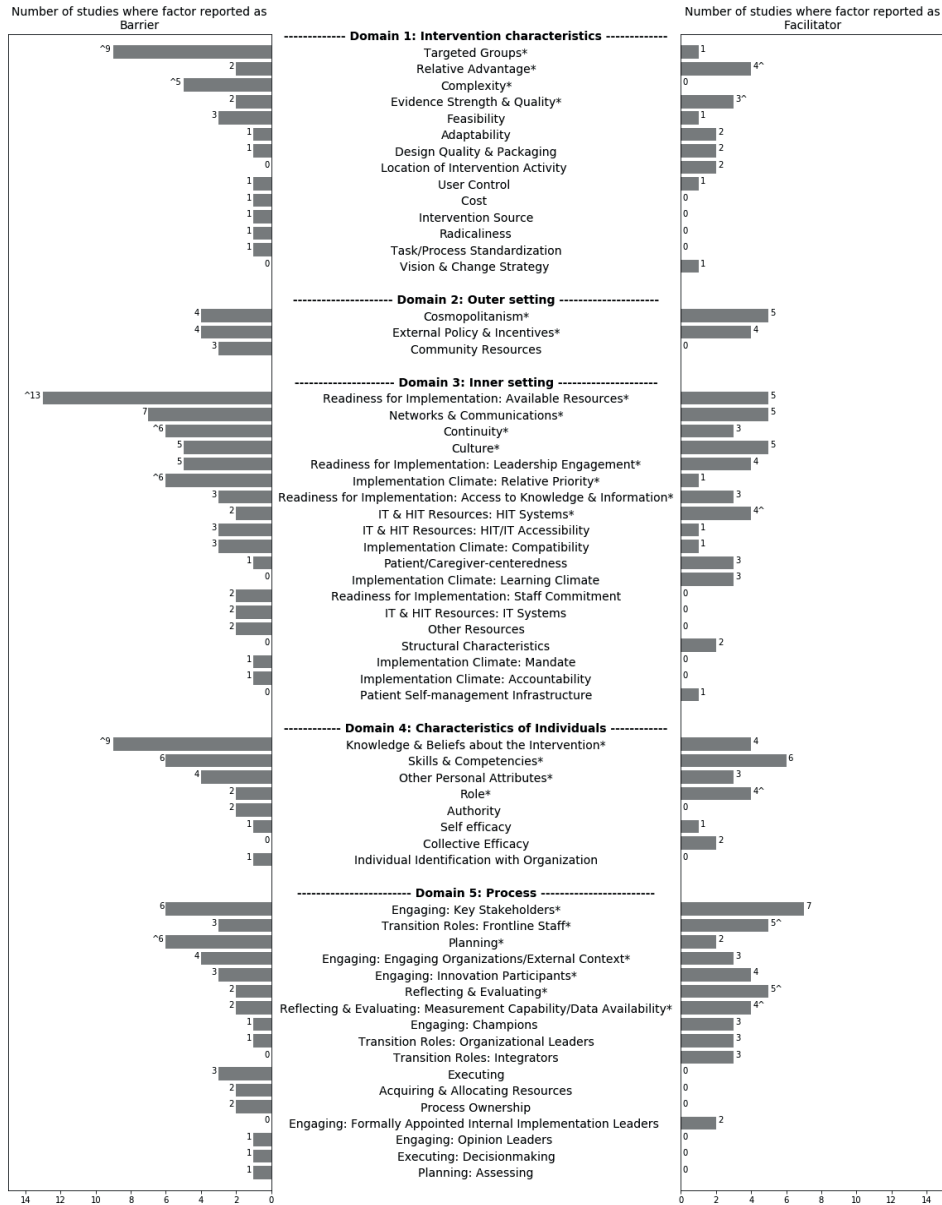 Number of studies where factor reported as
Barrier
Number of studies where factor reported as
Facilitator
------------ Domain 1: Intervention characteristics ------------
^9 Targeted Groups* 1
2 Relative Advantage* 4^
^5 Complexity* 0
2 Evidence Strength & Quality* 3^
3 Feasibility 1
1 Adaptability 2
1 Design Quality & Packaging 2
0 Location of Intervention Activity 2
1 User Control 1
1 Cost 0
1 Intervention Source 0
1 Radicaliness 0
1 Task/Process Standardization 0
0 Vision & Change Strategy 1
-------------------- Domain 2: Outer setting --------------------
4 Cosmopolitanism* 5
4 External Policy & Incentives* 4
3 Community Resources 0
-------------------- Domain 3: Inner setting --------------------
^13 Readiness for Implementation: Available Resources* 5
7 Networks & Communications* 5
^6 Continuity* 3
5 Culture* 5
5 Readiness for Implementation: Leadership Engagement* 4
^6 Implementation Climate: Relative Priority* 1
3 Readiness for Implementation: Access to Knowledge & Information* 3
2 IT & HIT Resources: HIT Systems* 4^
3 IT & HIT Resources: HIT/IT Accessibility 1
3 Implementation Climate: Compatibility 1
1 Patient/Caregiver-centeredness 3
0 Implementation Climate: Learning Climate 3
2 Readiness for Implementation: Staff Commitment 0
2 IT & HIT Resources: IT Systems 0
2 Other Resources 0
0 Structural Characteristics 2
1 Implementation Climate: Mandate 0
1 Implementation Climate: Accountability 0
0 Patient Self-management Infrastructure 1
------------ Domain 4: Characteristics of Individuals ------------
^9 Knowledge & Beliefs about the Intervention* 4
6 Skills & Competencies* 6
4 Other Personal Attributes* 3
2 Role* 4^
2 Authority 0
1 Self efficacy 1
0 Collective Efficacy 2
1 Individual Identification with Organization 0
----------------------- Domain 5: Process -----------------------
6 Engaging: Key Stakeholders* 7
3 Transition Roles: Frontline Staff* 5^
^6 Planning* 2
4 Engaging: Engaging Organizations/External Context* 3
3 Engaging: Innovation Participants* 4
2 Reflecting & Evaluating* 5^
2 Reflecting & Evaluating: Measurement Capability/Data Availability* 4^
1 Engaging: Champions 3
1 Transition Roles: Organizational Leaders 3
0 Transition Roles: Integrators 3
3 Executing 0
2 Acquiring & Allocating Resources 0
2 Process Ownership 0
0 Engaging: Formally Appointed Internal Implementation Leaders 2
1 Engaging: Opinion Leaders 0
1 Executing: Decisionmaking 0
1 Planning: Assessing 0
14 12 10 8 6 4 2 0 0 2 4 6 8 10 12 14